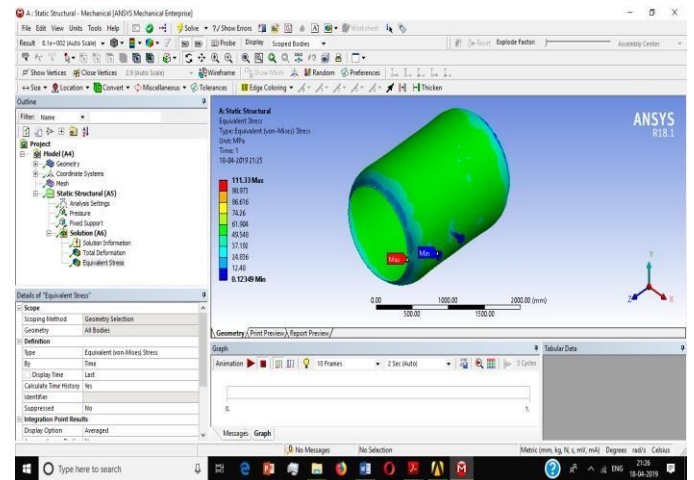 A : Static Structural - Mechanical [ANSYS Mechanical Enterprise]
File Edit View Units Tools Help Solve ?/Show Errors Worksheet
Result 8.1e+002 (Auto Scale) Probe Display Scoped Bodies Reset Explode Factor Assembly Center
Show Vertices Close Vertices 2.8 (Auto Scale) Wireframe Show Mesh Random Preferences
Size Location Convert Miscellaneous Tolerances Edge Coloring Thicken
Outline
Filter: Name
Project
Model (A4)
Geometry
Coordinate Systems
Mesh
Static Structural (A5)
Analysis Settings
Pressure
Fixed Support
Solution (A6)
Solution Information
Total Deformation
Equivalent Stress
A: Static Structural
Equivalent Stress
Type: Equivalent (von-Mises) Stress
Unit: MPa
Time: 1
18-04-2019 21:25
111.33 Max
98.971
86.616
74.26
61.904
49.548
37.192
24.836
12.48
0.12349 Min
ANSYS
R18.1
Max
Min
0.00 1000.00 2000.00 (mm)
500.00 1500.00
Y
Z X
Geometry Print Preview Report Preview
Details of "Equivalent Stress"
Scope
Scoping Method Geometry Selection
Geometry All Bodies
Definition
Type Equivalent (von-Mises) Stress
By Time
Display Time Last
Calculate Time History Yes
Identifier
Suppressed No
Integration Point Results
Display Option Averaged
Graph
Animation 10 Frames 2 Sec (Auto) 3 Cycles
0. 1.
Messages Graph
Tabular Data
No Messages No Selection Metric (mm, kg, N, s, mV, mA) Degrees rad/s Celsius
Type here to search
ENG
21:26
18-04-2019